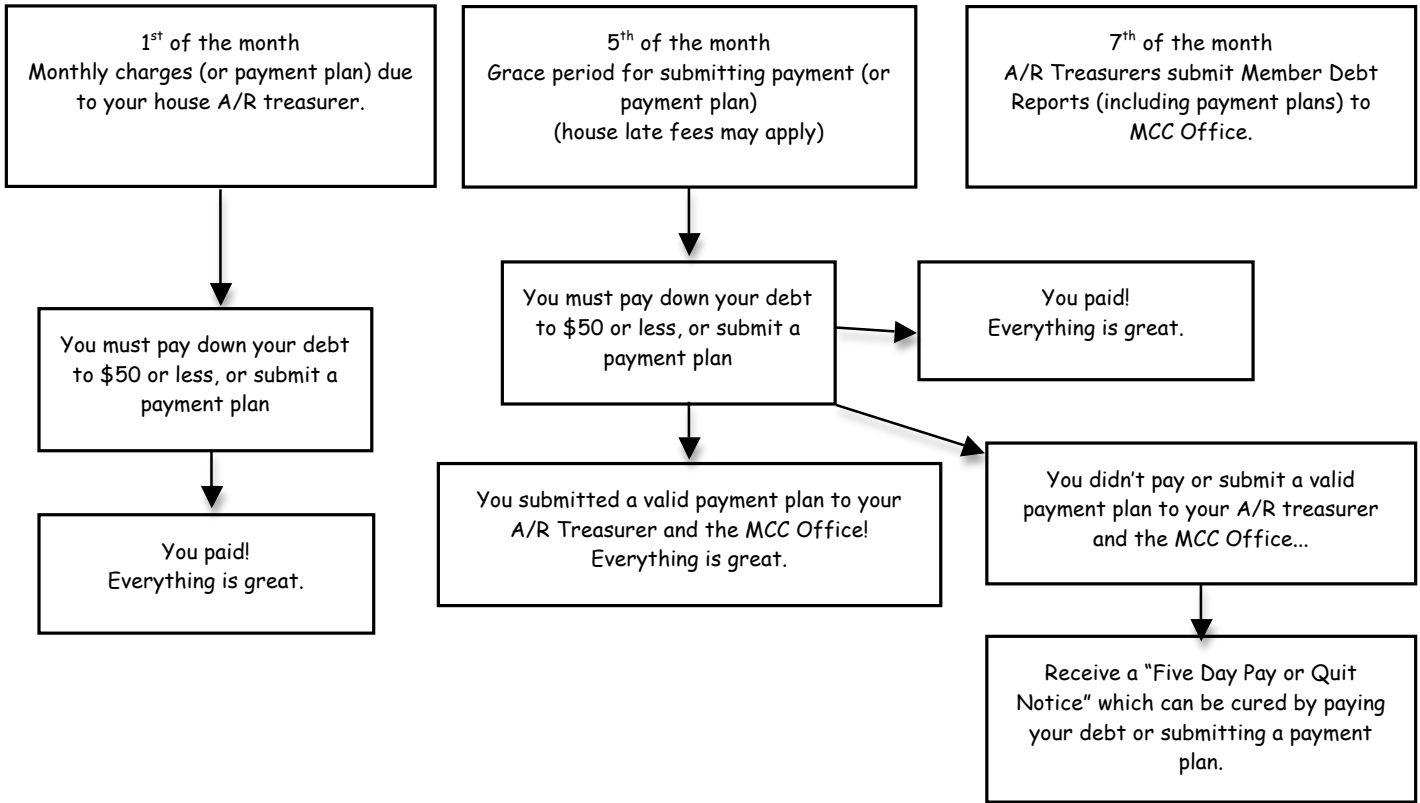 1st of the month
Monthly charges (or payment plan) due
to your house A/R treasurer.
5th of the month
Grace period for submitting payment (or
payment plan)
(house late fees may apply)
7th of the month
A/R Treasurers submit Member Debt
Reports (including payment plans) to
MCC Office.
You must pay down your debt
to $50 or less, or submit a
payment plan
You paid!
Everything is great.
You must pay down your debt
to $50 or less, or submit a
payment plan
You paid!
Everything is great.
You submitted a valid payment plan to your
A/R Treasurer and the MCC Office!
Everything is great.
You didn't pay or submit a valid
payment plan to your A/R treasurer
and the MCC Office...
Receive a “Five Day Pay or Quit
Notice” which can be cured by paying
your debt or submitting a payment
plan.